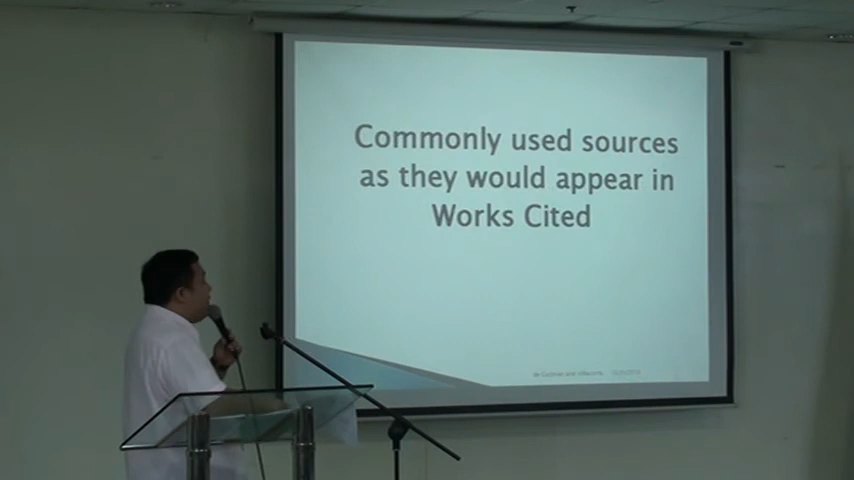 Commonly used sources
as they would appear in
Works Cited